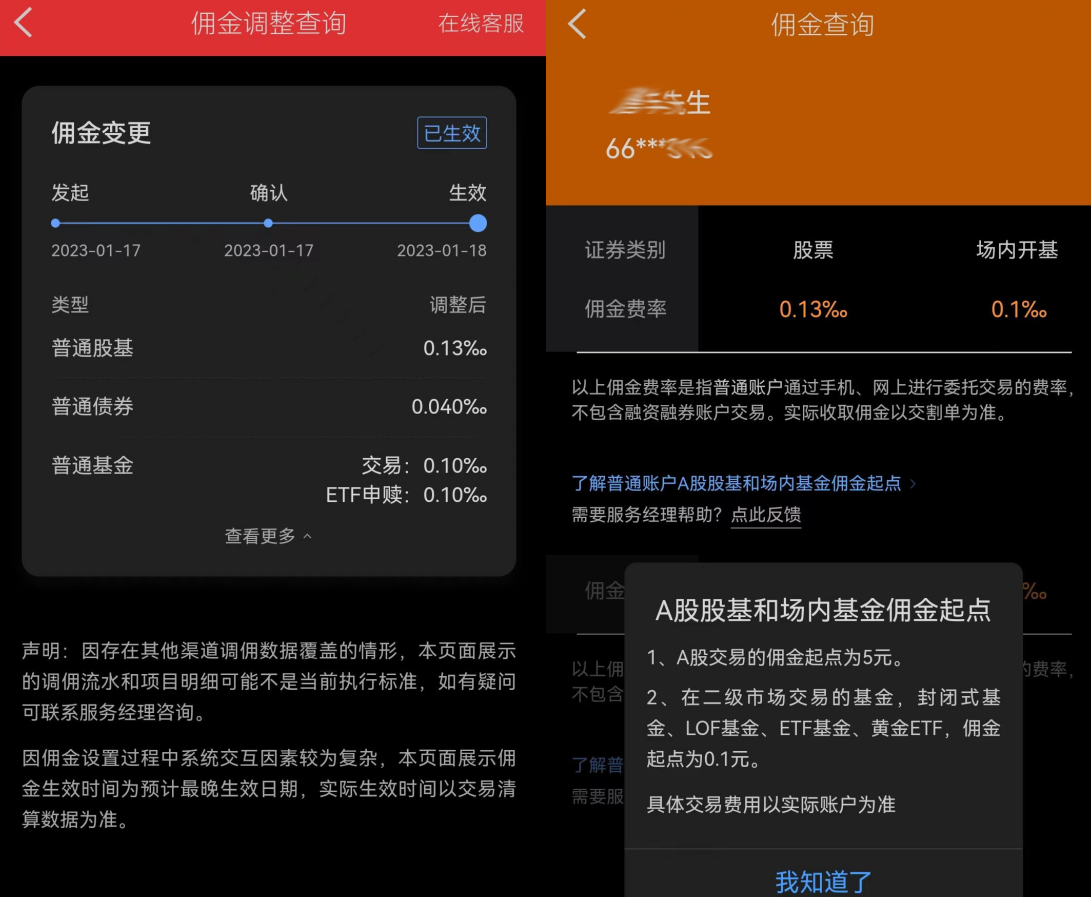 佣金调整查询
在线客服
佣金变更
已生效
发起
确认
生效
2023-01-17
2023-01-17
2023-01-18
类型
调整后
普通股基
0.13‰
普通债券
0.040‰
普通基金
交易：0.10‰
ETF申赎：0.10‰
查看更多
声明：因存在其他渠道调佣数据覆盖的情形，本页面展示
的调佣流水和项目明细可能不是当前执行标准，如有疑问
可联系服务经理咨询。
因佣金设置过程中系统交互因素较为复杂，本页面展示佣
金生效时间为预计最晚生效日期，实际生效时间以交易清
算数据为准。
佣金查询
生
66***
证券类别
股票
场内开基
佣金费率
0.13‰
0.1‰
以上佣金费率是指普通账户通过手机、网上进行委托交易的费率，
不包含融资融券账户交易。实际收取佣金以交割单为准。
了解普通账户A股股基和场内基金佣金起点
需要服务经理帮助？点此反馈
佣金
‰
以上佣
的费率，
不包含
了解普
需要服
A股股基和场内基金佣金起点
1、A股交易的佣金起点为5元。
2、在二级市场交易的基金，封闭式基
金、LOF基金、ETF基金、黄金ETF，佣金
起点为0.1元。
具体交易费用以实际账户为准
我知道了